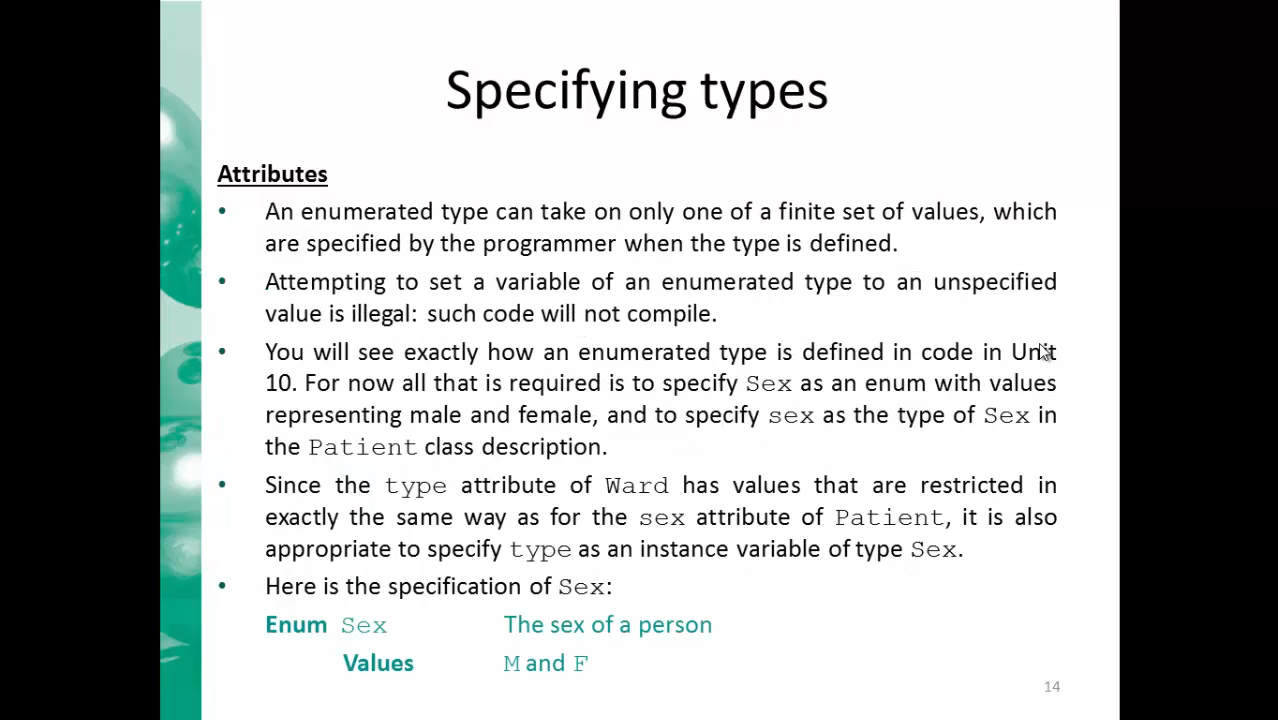 Specifying types
Attributes
• An enumerated type can take on only one of a finite set of values, which
are specified by the programmer when the type is defined.
• Attempting to set a variable of an enumerated type to an unspecified
value is illegal: such code will not compile.
• You will see exactly how an enumerated type is defined in code in Unit
10. For now all that is required is to specify Sex as an enum with values
representing male and female, and to specify sex as the type of Sex in
the Patient class description.
• Since the type attribute of Ward has values that are restricted in
exactly the same way as for the sex attribute of Patient, it is also
appropriate to specify type as an instance variable of type Sex.
• Here is the specification of Sex:
Enum Sex The sex of a person
Values M and F
14